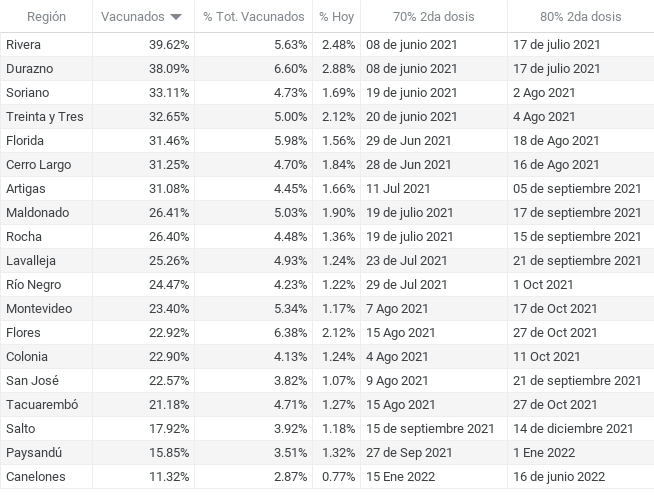 Región Vacunados % Tot. Vacunados % Hoy 70% 2da dosis 80% 2da dosis
Rivera 39.62% 5.63% 2.48% 08 de junio 2021 17 de julio 2021
Durazno 38.09% 6.60% 2.88% 08 de junio 2021 17 de julio 2021
Soriano 33.11% 4.73% 1.69% 19 de junio 2021 2 Ago 2021
Treinta y Tres 32.65% 5.00% 2.12% 20 de junio 2021 4 Ago 2021
Florida 31.46% 5.98% 1.56% 29 de Jun 2021 18 de Ago 2021
Cerro Largo 31.25% 4.70% 1.84% 28 de Jun 2021 16 de Ago 2021
Artigas 31.08% 4.45% 1.66% 11 Jul 2021 05 de septiembre 2021
Maldonado 26.41% 5.03% 1.90% 19 de julio 2021 17 de septiembre 2021
Rocha 26.40% 4.48% 1.36% 19 de julio 2021 15 de septiembre 2021
Lavalleja 25.26% 4.93% 1.24% 23 de Jul 2021 21 de septiembre 2021
Río Negro 24.47% 4.23% 1.22% 29 de Jul 2021 1 Oct 2021
Montevideo 23.40% 5.34% 1.17% 7 Ago 2021 17 de Oct 2021
Flores 22.92% 6.38% 2.12% 15 Ago 2021 27 de Oct 2021
Colonia 22.90% 4.13% 1.24% 4 Ago 2021 11 Oct 2021
San José 22.57% 3.82% 1.07% 9 Ago 2021 21 de septiembre 2021
Tacuarembó 21.18% 4.71% 1.27% 15 Ago 2021 27 de Oct 2021
Salto 17.92% 3.92% 1.18% 15 de septiembre 2021 14 de diciembre 2021
Paysandú 15.85% 3.51% 1.32% 27 de Sep 2021 1 Ene 2022
Canelones 11.32% 2.87% 0.77% 15 Ene 2022 16 de junio 2022